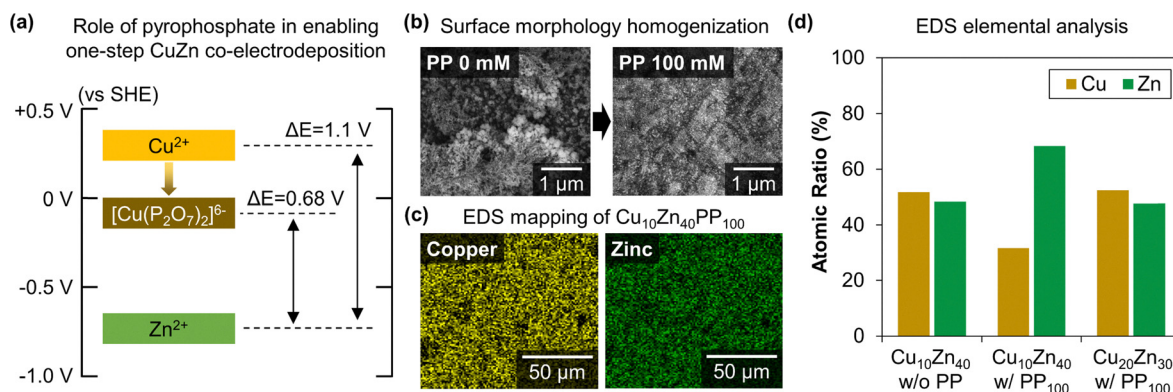 (a) Role of pyrophosphate in enabling
one-step CuZn co-electrodeposition
(vs SHE)
+0.5 V
0 V
-0.5 V
-1.0 V
Cu²⁺
[Cu(P₂O₇)₂]⁶⁻
Zn²⁺
ΔE=1.1 V
ΔE=0.68 V
(b) Surface morphology homogenization
PP 0 mM
1 µm
PP 100 mM
1 µm
(c) EDS mapping of Cu₁₀Zn₄₀PP₁₀₀
Copper
50 µm
Zinc
50 µm
(d) EDS elemental analysis
Atomic Ratio (%)
100
80
60
40
20
0
Cu Zn
Cu₁₀Zn₄₀
w/o PP
Cu₁₀Zn₄₀
w/ PP₁₀₀
Cu₂₀Zn₃₀
w/ PP₁₀₀